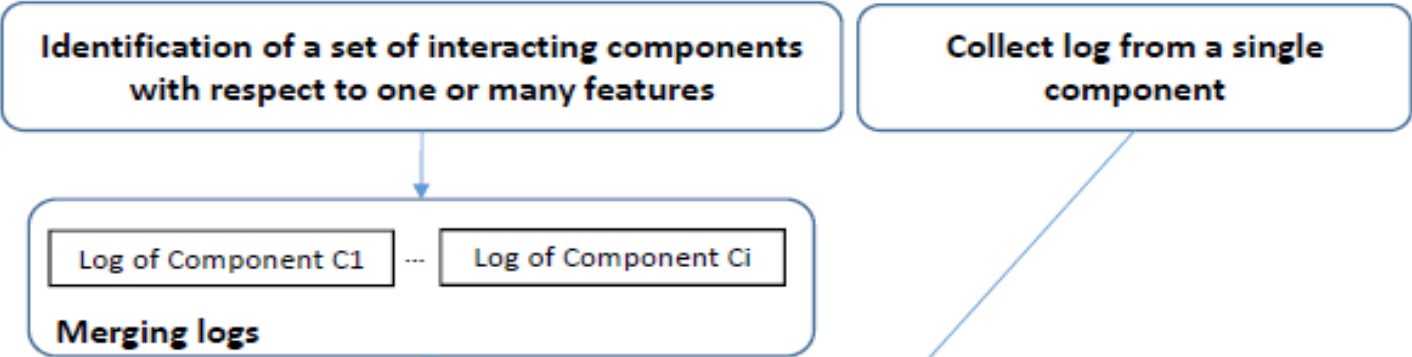 Identification of a set of interacting components
with respect to one or many features
Collect log from a single
component
Log of Component C1 ... Log of Component Ci
Merging logs